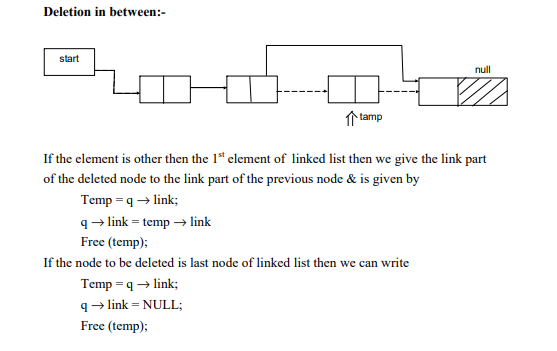 Deletion in between:-
start
null
tamp
If the element is other then the 1st element of linked list then we give the link part
of the deleted node to the link part of the previous node & is given by
Temp = q → link;
q → link = temp → link
Free (temp);
If the node to be deleted is last node of linked list then we can write
Temp = q → link;
q → link = NULL;
Free (temp);